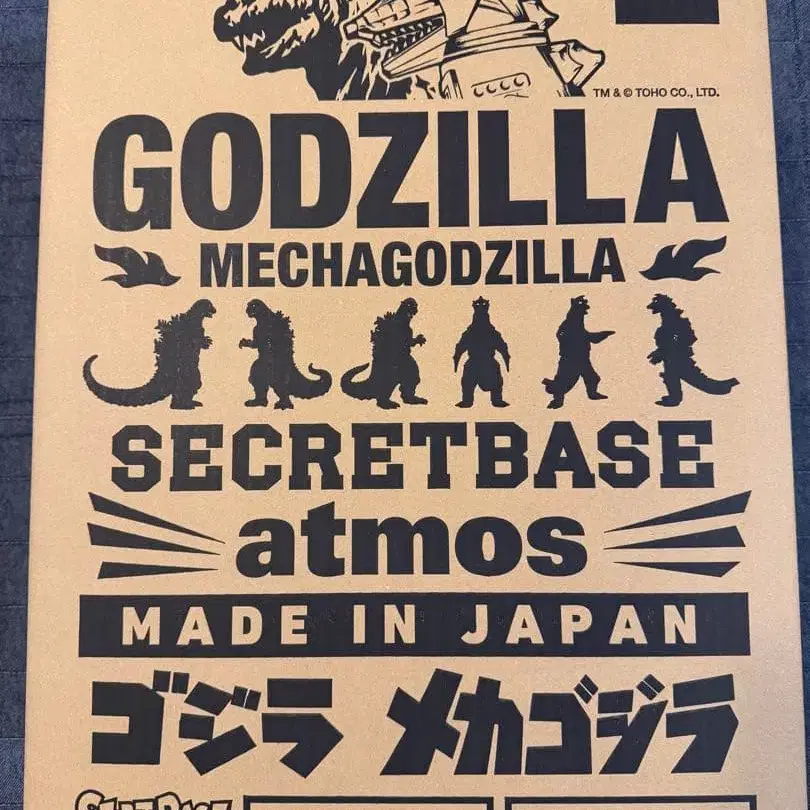 TM & © TOHO CO., LTD.
GODZILLA
MECHAGODZILLA
SECRETBASE
atmos
MADE IN JAPAN
ゴジラ メカゴジラ